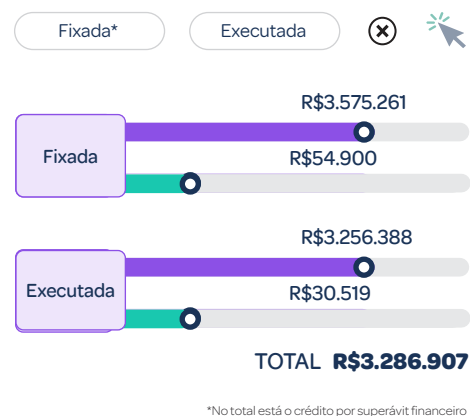 Fixada* Executada
R$3.575.261
Fixada
R$54.900
R$3.256.388
Executada
R$30.519
TOTAL R$3.286.907
*No total está o crédito por superávit financeiro